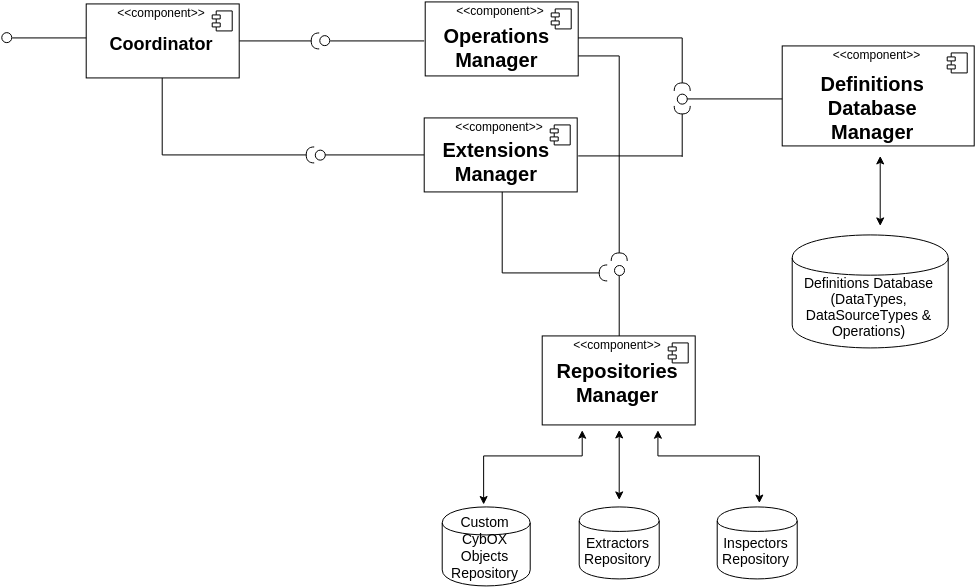 <<component>>
Coordinator
<<component>>
Operations
Manager
<<component>>
Definitions
Database
Manager
<<component>>
Extensions
Manager
Definitions Database
(DataTypes,
DataSourceTypes &
Operations)
<<component>>
Repositories
Manager
Custom
CybOX
Objects
Repository
Extractors
Repository
Inspectors
Repository